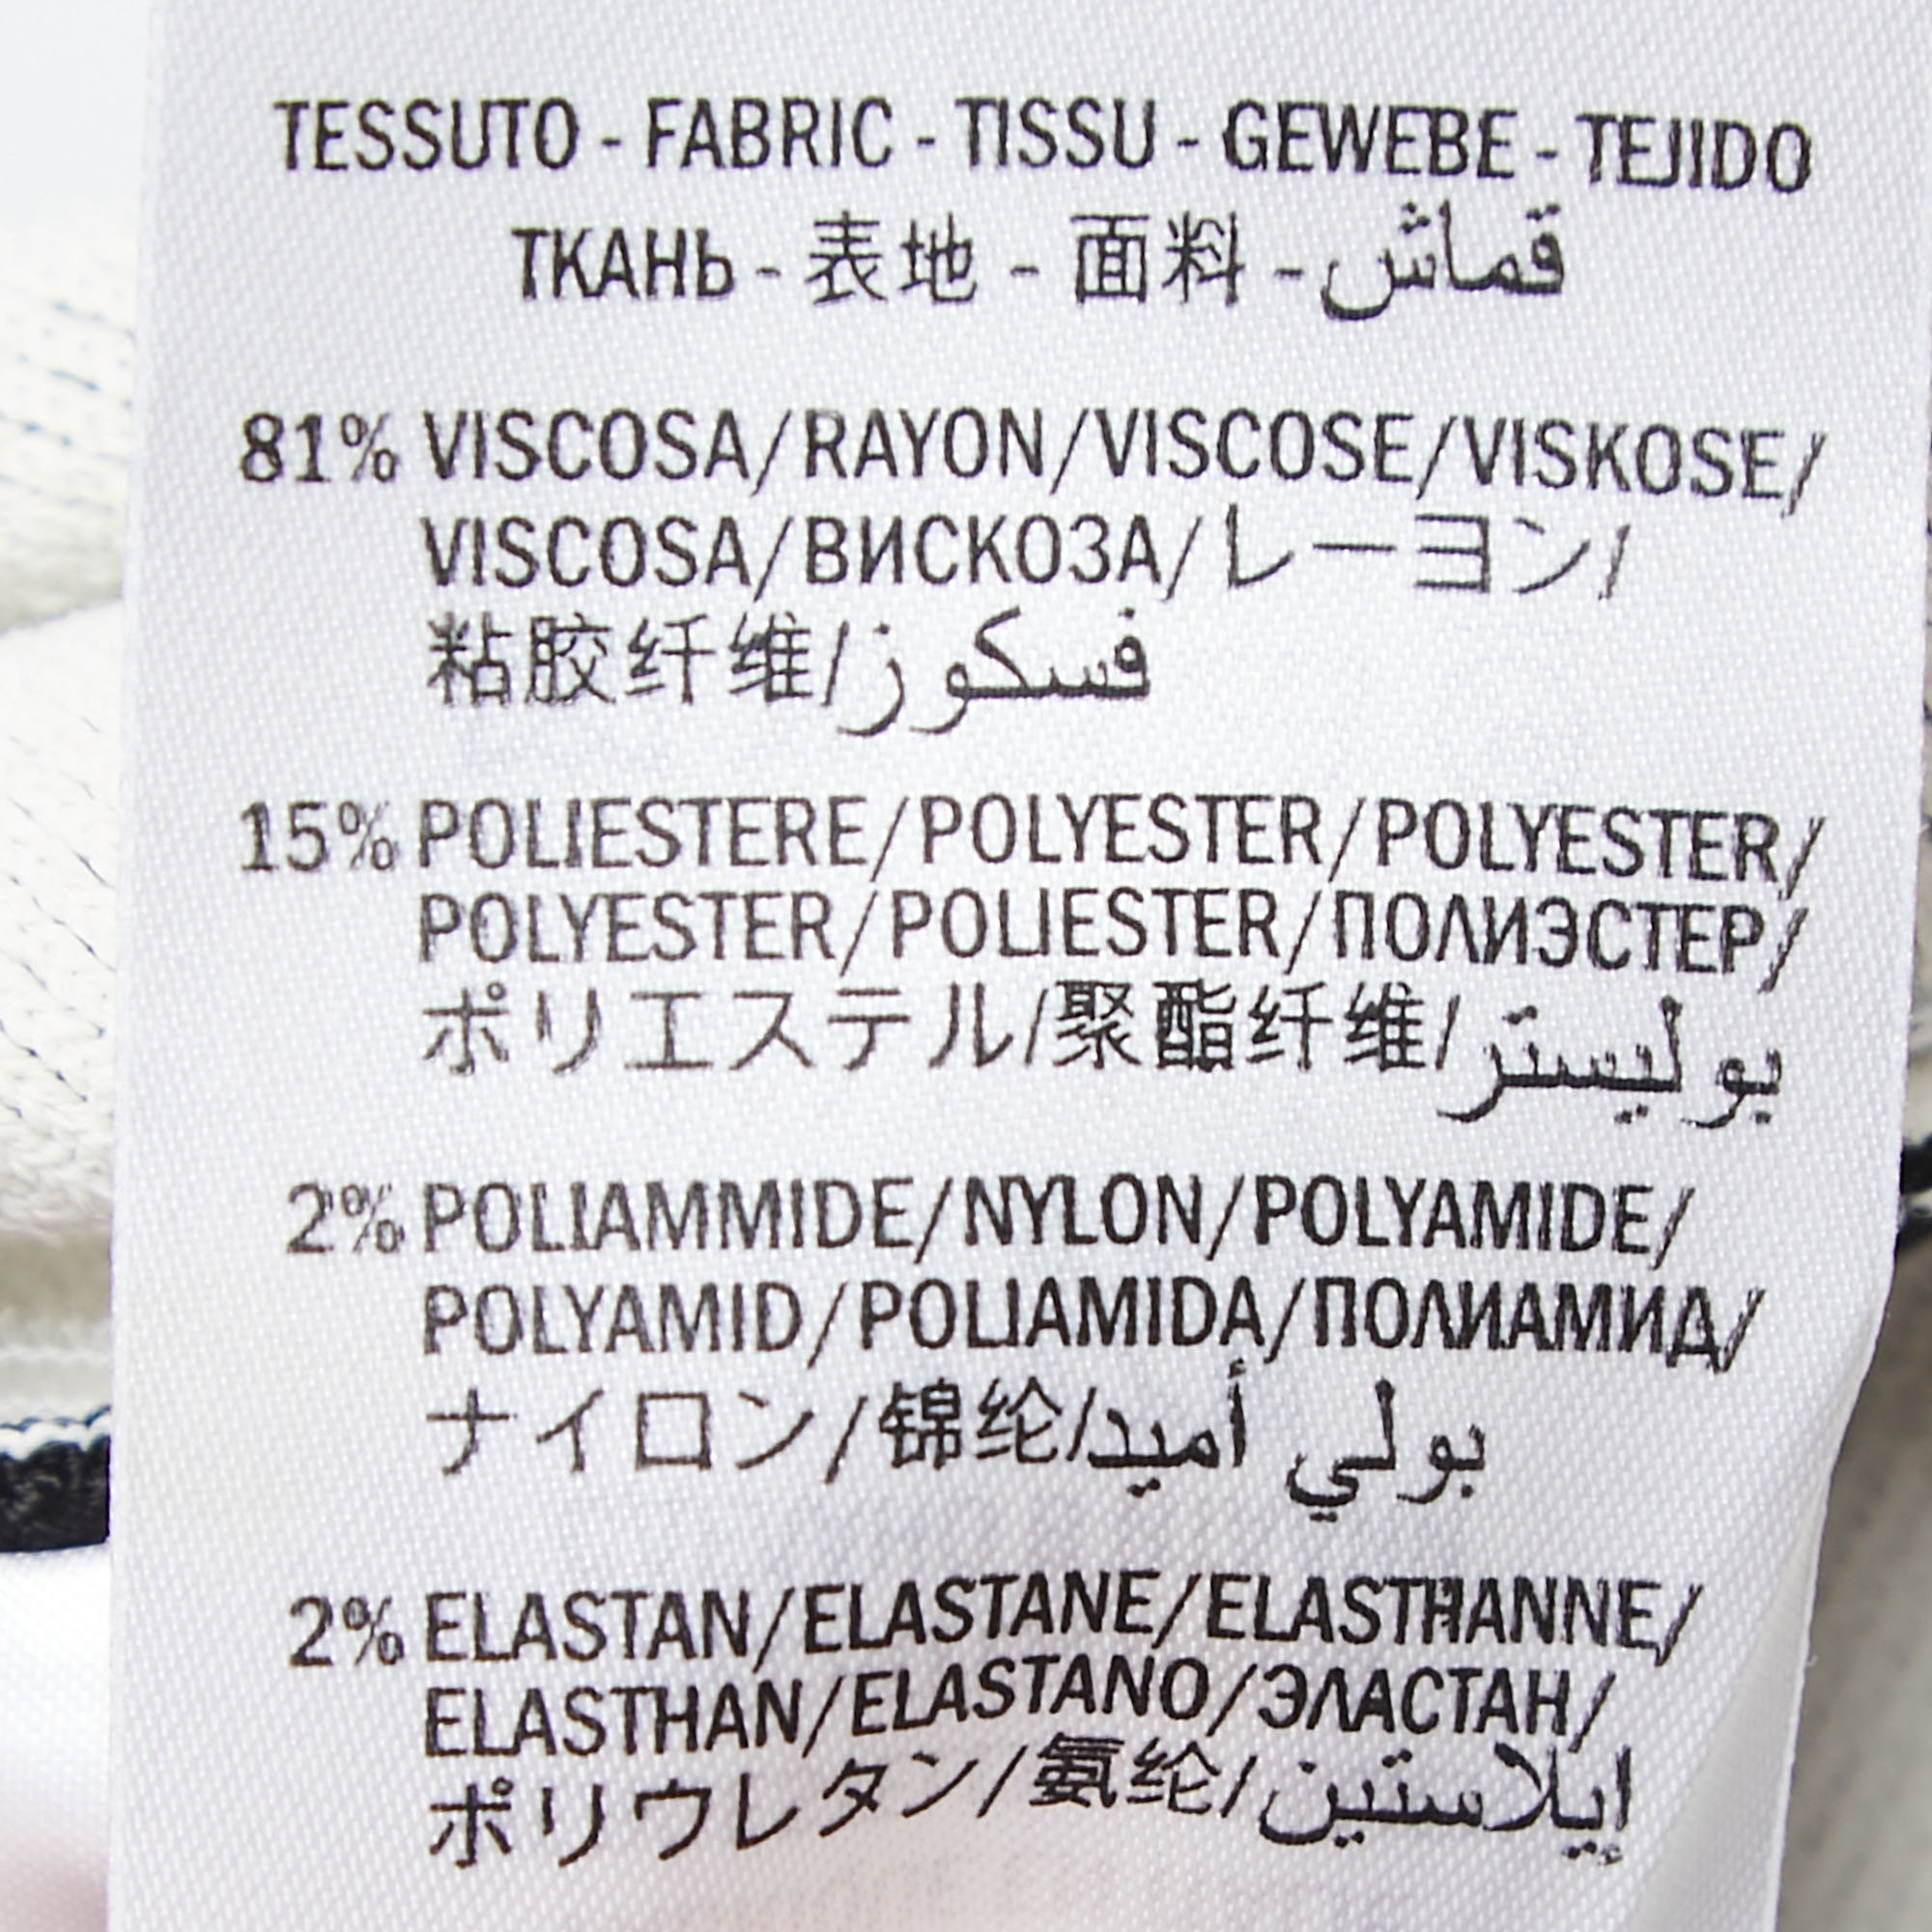 TESSUTO - FABRIC - TISSU - GEWEBE - TEJIDO
ТКАНЬ - 表地 - 面料 - قماش
81% VISCOSA/RAYON/VISCOSE/VISKOSE/
VISCOSA/ВИСКОЗА/レーヨン/
粘胶纤维/فسكوز
15% POLIESTERE/POLYESTER/POLYESTER/
POLYESTER/POLIESTER/ПОЛИЭСТЕР/
ポリエステル/聚酯纤维/بوليستر
2% POLIAMMIDE/NYLON/POLYAMIDE/
POLYAMID/POLIAMIDA/ПОЛИАМИД/
ナイロン/锦纶/بولي أميد
2% ELASTAN/ELASTANE/ELASTHANNE/
ELASTHAN/ELASTANO/ЭЛАСТАН/
ポリウレタン/氨纶/إيلاستين